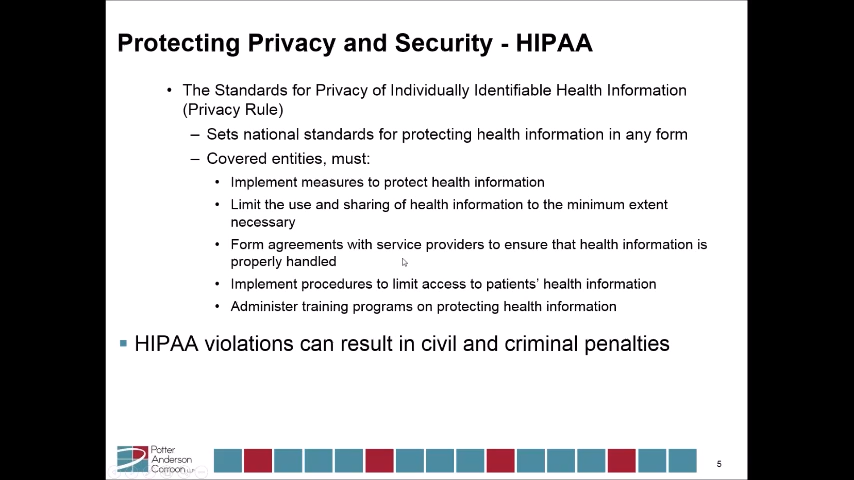 Protecting Privacy and Security - HIPAA
• The Standards for Privacy of Individually Identifiable Health Information
(Privacy Rule)
– Sets national standards for protecting health information in any form
– Covered entities, must:
• Implement measures to protect health information
• Limit the use and sharing of health information to the minimum extent
necessary
• Form agreements with service providers to ensure that health information is
properly handled
• Implement procedures to limit access to patients’ health information
• Administer training programs on protecting health information
▪ HIPAA violations can result in civil and criminal penalties
Potter
Anderson
Corroon LLP
5